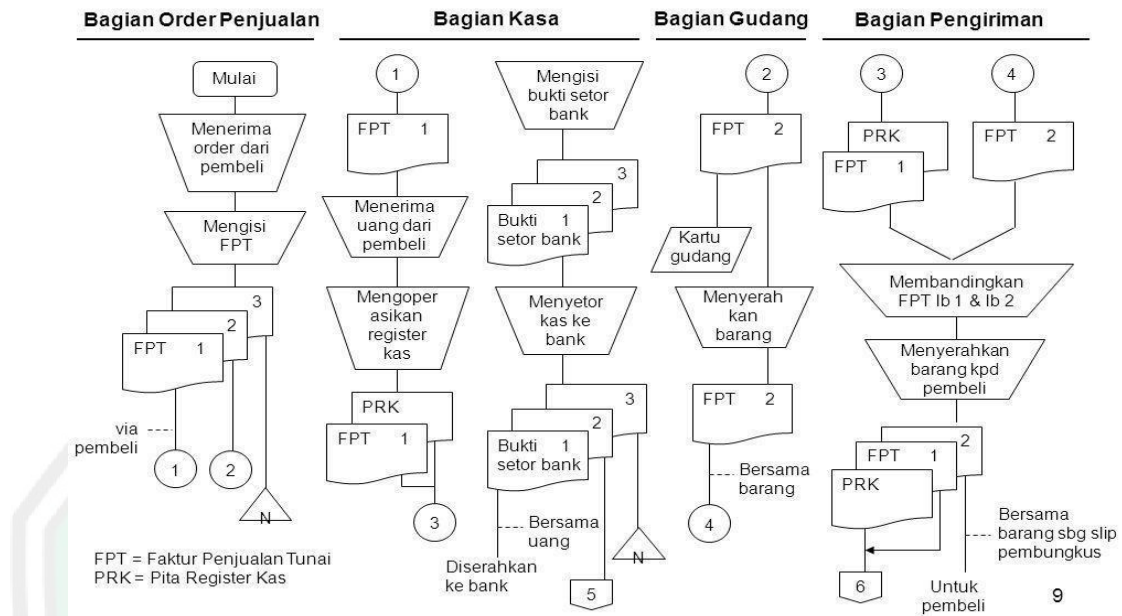 Bagian Order Penjualan
Mulai
Menerima
order dari
pembeli
Mengisi
FPT
3
2
FPT 1
via
pembeli
1
2
N
FPT = Faktur Penjualan Tunai
PRK = Pita Register Kas
Bagian Kasa
1
FPT 1
Menerima
uang dari
pembeli
Mengoper
asikan
register
kas
PRK
FPT 1
3
Mengisi
bukti setor
bank
3
2
Bukti 1
setor bank
Menyetor
kas ke
bank
3
2
Bukti 1
setor bank
Bersama
uang
Diserahkan
ke bank
N
5
Bagian Gudang
2
FPT 2
Kartu
gudang
Menyerah
kan
barang
FPT 2
Bersama
barang
4
Bagian Pengiriman
3
4
PRK
FPT 1
FPT 2
Membandingkan
FPT lb 1 & lb 2
Menyerahkan
barang kpd
pembeli
2
FPT 1
PRK
Bersama
barang sbg slip
pembungkus
6
Untuk
pembeli
9